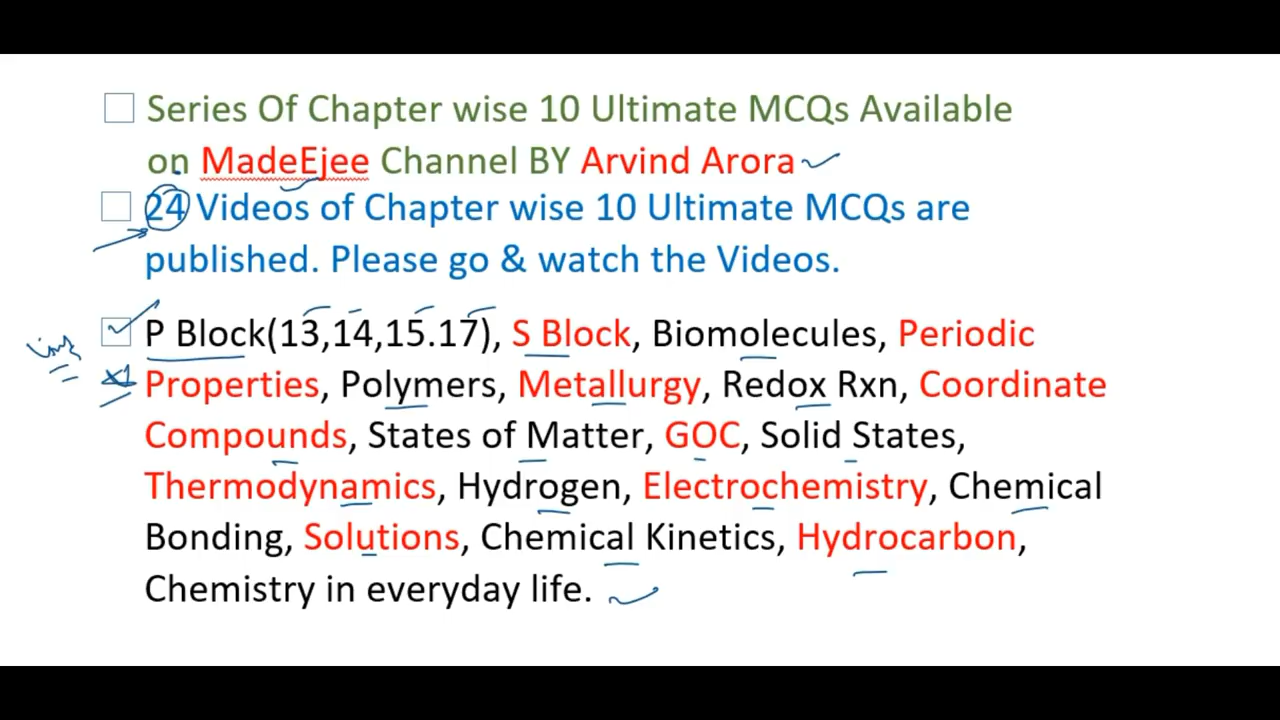 Series Of Chapter wise 10 Ultimate MCQs Available
on MadeEjee Channel BY Arvind Arora
24 Videos of Chapter wise 10 Ultimate MCQs are
published. Please go & watch the Videos.
P Block(13,14,15.17), S Block, Biomolecules, Periodic
Properties, Polymers, Metallurgy, Redox Rxn, Coordinate
Compounds, States of Matter, GOC, Solid States,
Thermodynamics, Hydrogen, Electrochemistry, Chemical
Bonding, Solutions, Chemical Kinetics, Hydrocarbon,
Chemistry in everyday life.